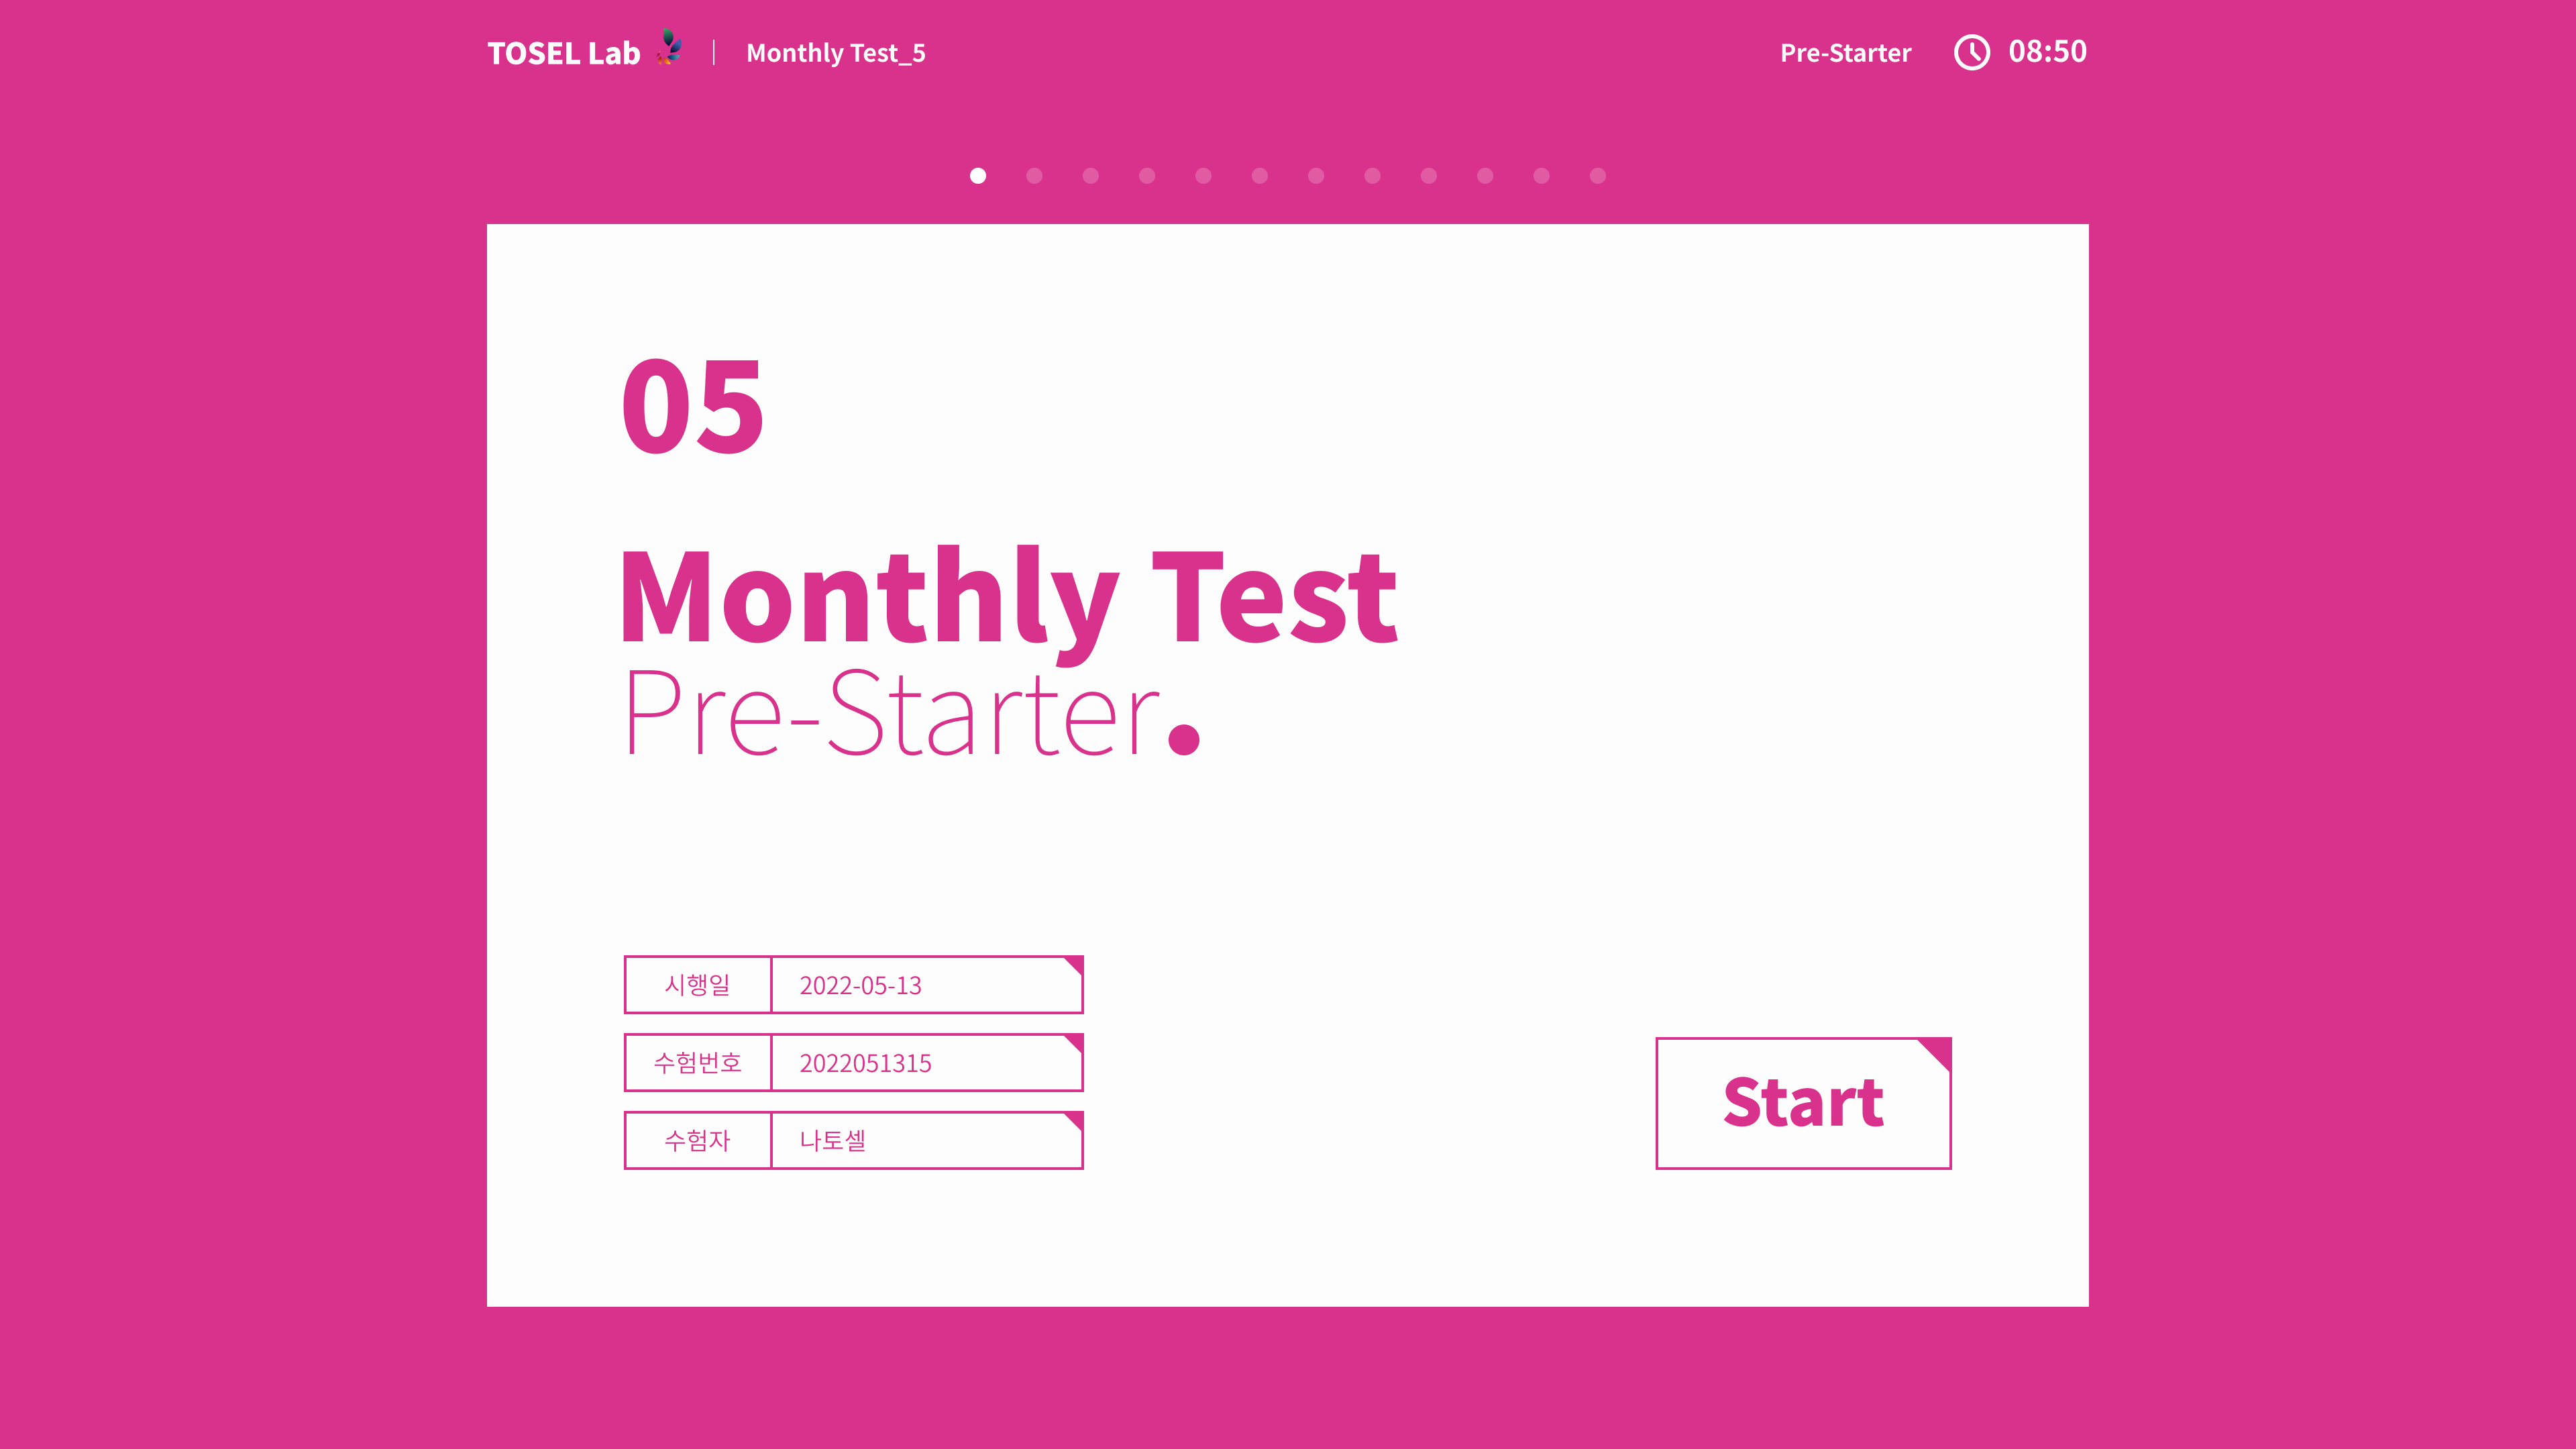 TOSEL Lab
Monthly Test_5
Pre-Starter
08:50
05
Monthly Test
Pre-Starter.
시행일 2022-05-13
수험번호 2022051315
수험자 나토셀
Start